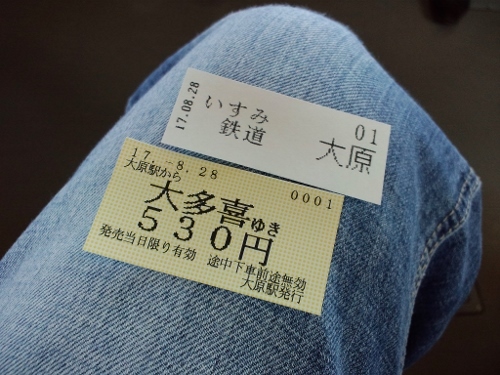 17.08.28
いすみ
鉄道
01
大原
17.-8.28
0001
大原駅から
大多喜ゆき
530円
発売当日限り有効 途中下車前途無効
大原駅発行